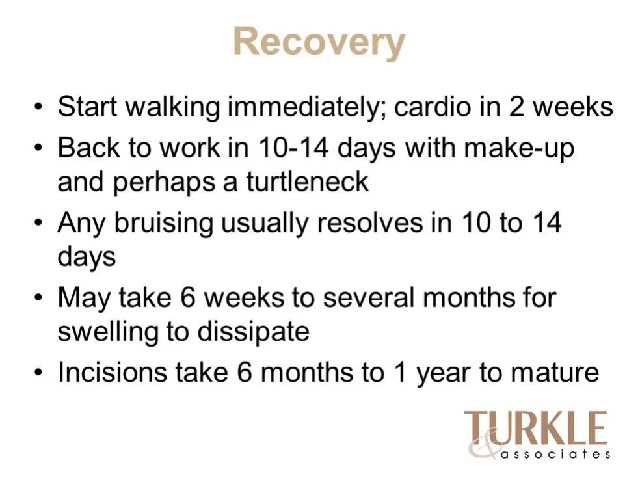 Recovery
• Start walking immediately; cardio in 2 weeks
• Back to work in 10-14 days with make-up
and perhaps a turtleneck
• Any bruising usually resolves in 10 to 14
days
• May take 6 weeks to several months for
swelling to dissipate
• Incisions take 6 months to 1 year to mature
TURKLE
& associates